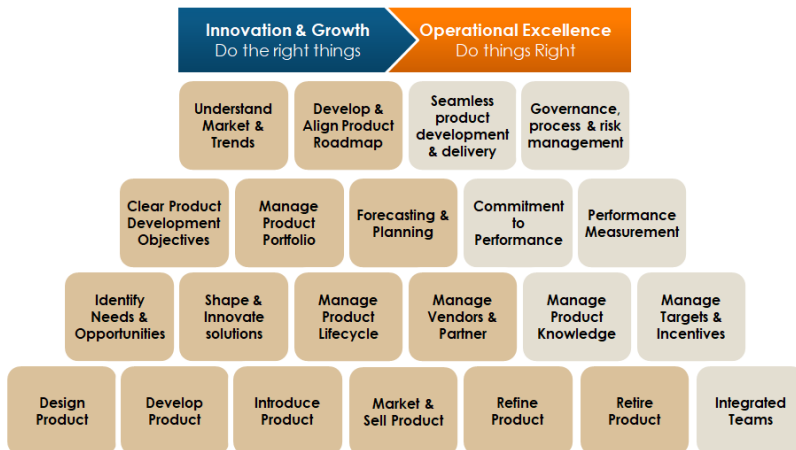 Innovation & Growth
Do the right things
Operational Excellence
Do things Right
Understand
Market &
Trends
Develop &
Align Product
Roadmap
Seamless
product
development
& delivery
Governance,
process & risk
management
Clear Product
Development
Objectives
Manage
Product
Portfolio
Forecasting &
Planning
Commitment
to
Performance
Performance
Measurement
Identify
Needs &
Opportunities
Shape &
Innovate
solutions
Manage
Product
Lifecycle
Manage
Vendors &
Partner
Manage
Product
Knowledge
Manage
Targets &
Incentives
Design
Product
Develop
Product
Introduce
Product
Market &
Sell Product
Refine
Product
Retire
Product
Integrated
Teams